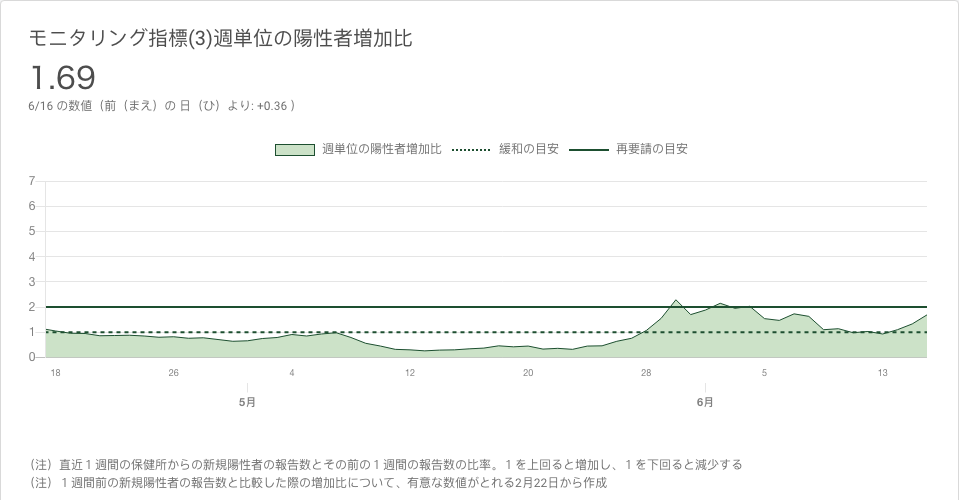 モニタリング指標(3)週単位の陽性者増加比
1.69
6/16 の数値（前（まえ）の 日（ひ）より: +0.36 ）
週単位の陽性者増加比 緩和の目安 再要請の目安
7
6
5
4
3
2
1
0
18 26 4 12 20 28 5 13
5月 6月
（注）直近１週間の保健所からの新規陽性者の報告数とその前の１週間の報告数の比率。１を上回ると増加し、１を下回ると減少する
（注）１週間前の新規陽性者の報告数と比較した際の増加比について、有意な数値がとれる2月22日から作成